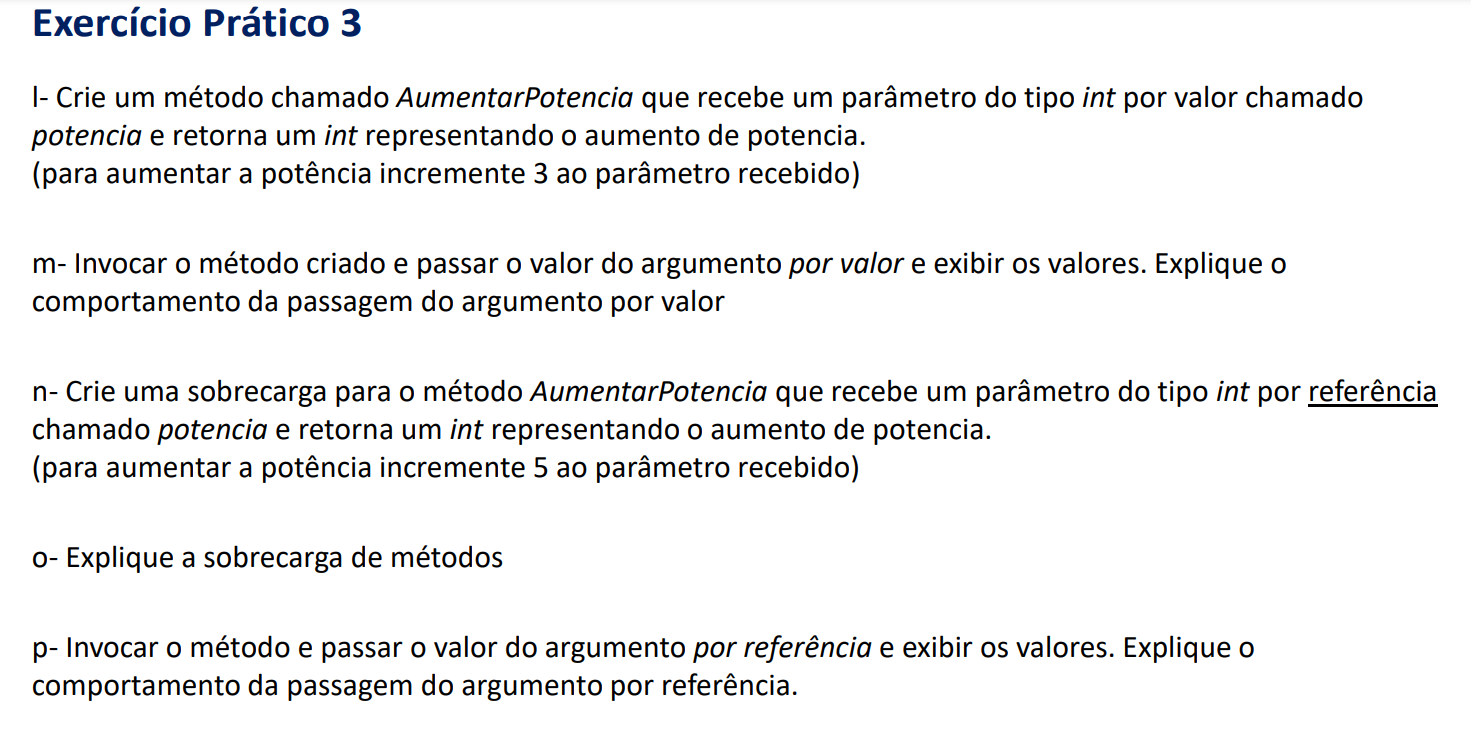 Exercício Prático 3
l- Crie um método chamado AumentarPotencia que recebe um parâmetro do tipo int por valor chamado
potencia e retorna um int representando o aumento de potencia.
(para aumentar a potência incremente 3 ao parâmetro recebido)
m- Invocar o método criado e passar o valor do argumento por valor e exibir os valores. Explique o
comportamento da passagem do argumento por valor
n- Crie uma sobrecarga para o método AumentarPotencia que recebe um parâmetro do tipo int por referência
chamado potencia e retorna um int representando o aumento de potencia.
(para aumentar a potência incremente 5 ao parâmetro recebido)
o- Explique a sobrecarga de métodos
p- Invocar o método e passar o valor do argumento por referência e exibir os valores. Explique o
comportamento da passagem do argumento por referência.